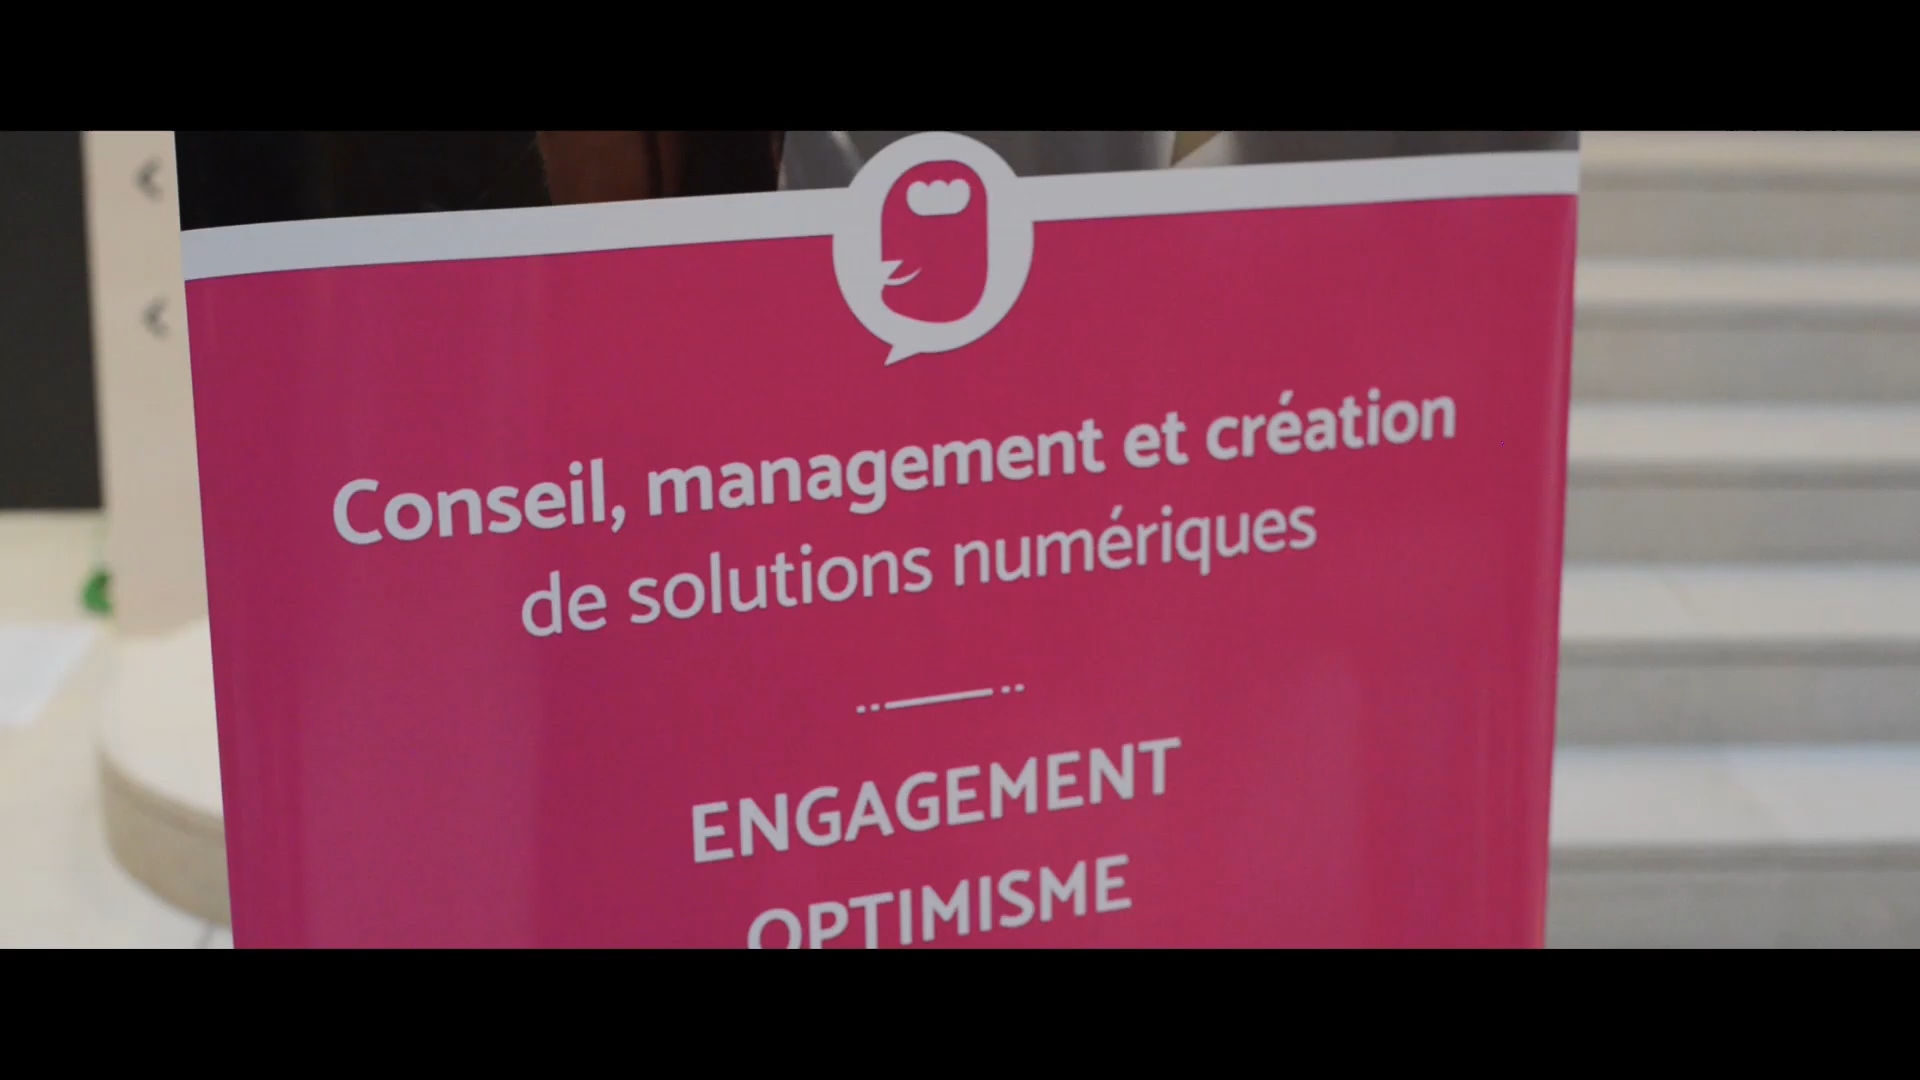 Conseil, management et création
de solutions numériques
ENGAGEMENT
OPTIMISME